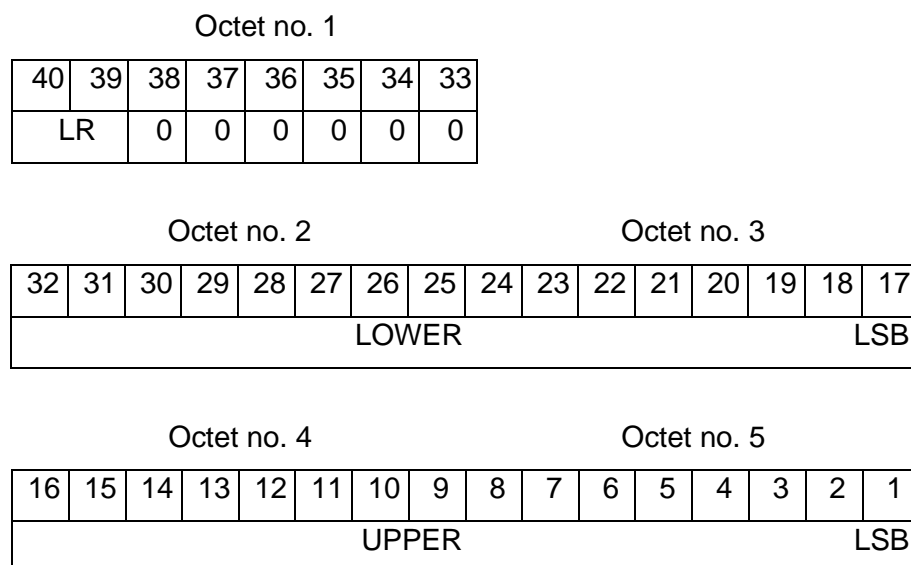 Octet no. 1
40 39 38 37 36 35 34 33
LR 0 0 0 0 0 0
Octet no. 2 Octet no. 3
32 31 30 29 28 27 26 25 24 23 22 21 20 19 18 17
LOWER LSB
Octet no. 4 Octet no. 5
16 15 14 13 12 11 10 9 8 7 6 5 4 3 2 1
UPPER LSB